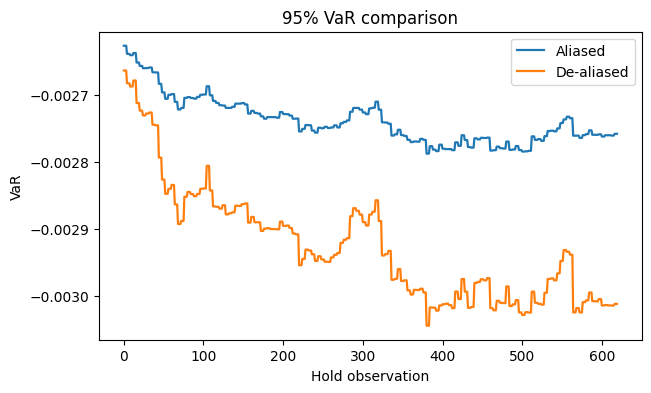 95% VaR comparison
Aliased
De-aliased
VaR
−0.0027
−0.0028
−0.0029
−0.0030
0 100 200 300 400 500 600
Hold observation